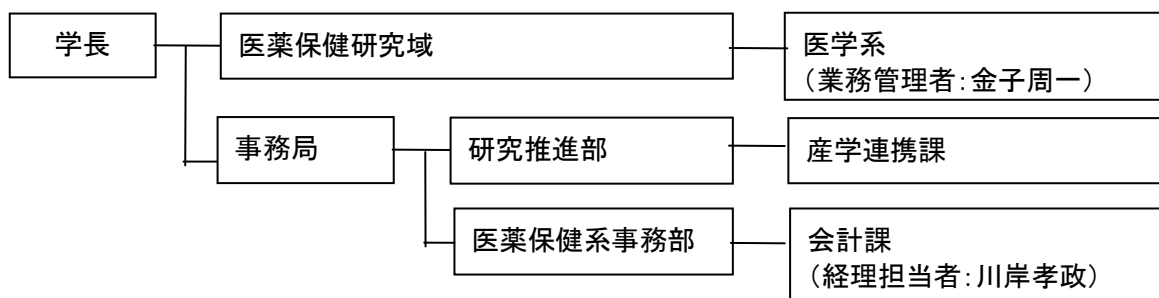 学長
医薬保健研究域
医学系
（業務管理者：金子周一）
事務局
研究推進部
産学連携課
医薬保健系事務部
会計課
（経理担当者：川岸孝政）